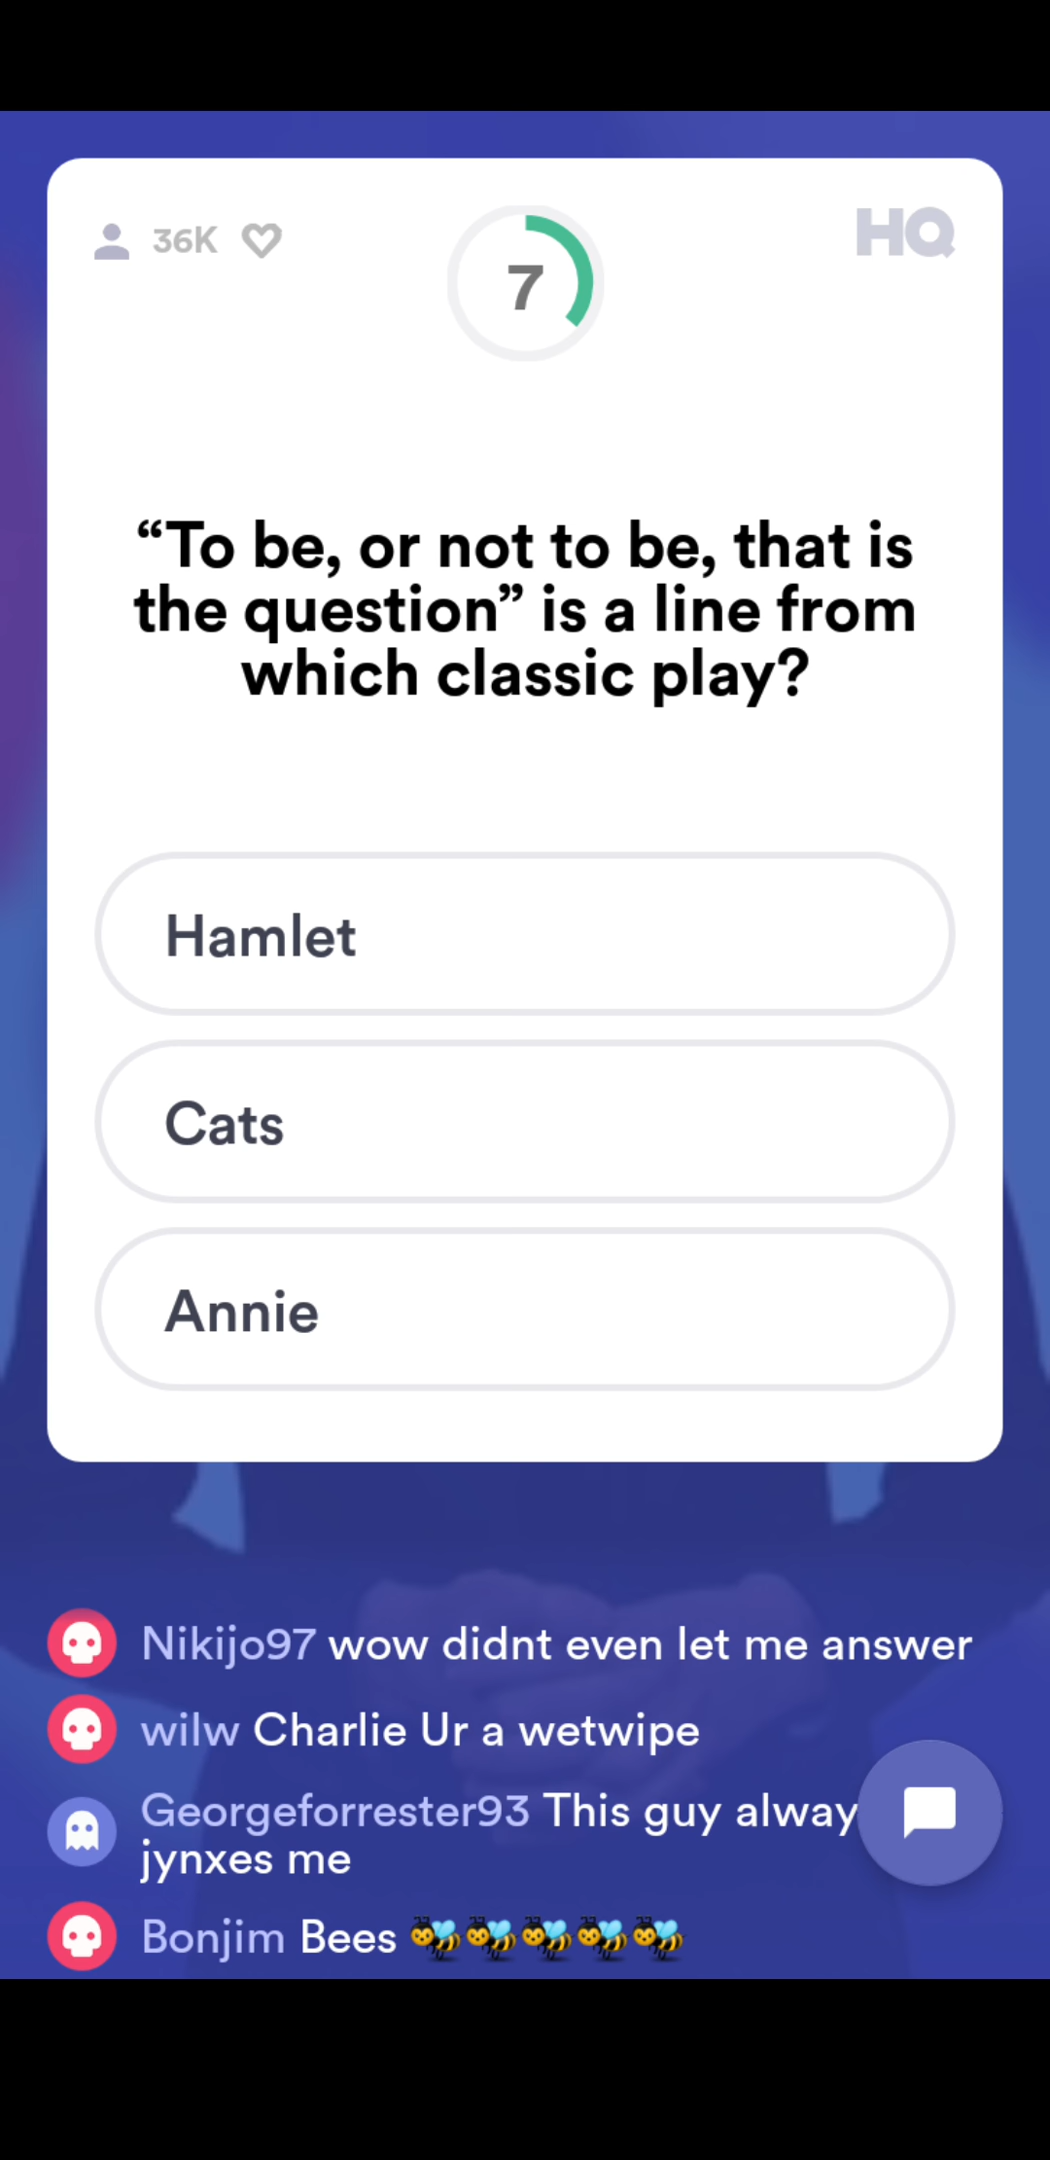 36K
7
HQ
“To be, or not to be, that is
the question” is a line from
which classic play?
Hamlet
Cats
Annie
Nikijo97 wow didnt even let me answer
wilw Charlie Ur a wetwipe
Georgeforrester93 This guy alway
jynxes me
Bonjim Bees 🐝🐝🐝🐝🐝